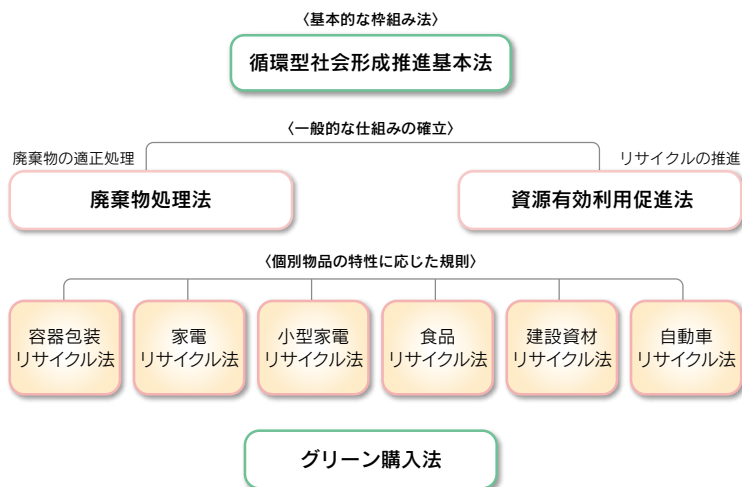 〈基本的な枠組み法〉
循環型社会形成推進基本法
〈一般的な仕組みの確立〉
廃棄物の適正処理
リサイクルの推進
廃棄物処理法
資源有効利用促進法
〈個別物品の特性に応じた規則〉
容器包装
リサイクル法
家電
リサイクル法
小型家電
リサイクル法
食品
リサイクル法
建設資材
リサイクル法
自動車
リサイクル法
グリーン購入法